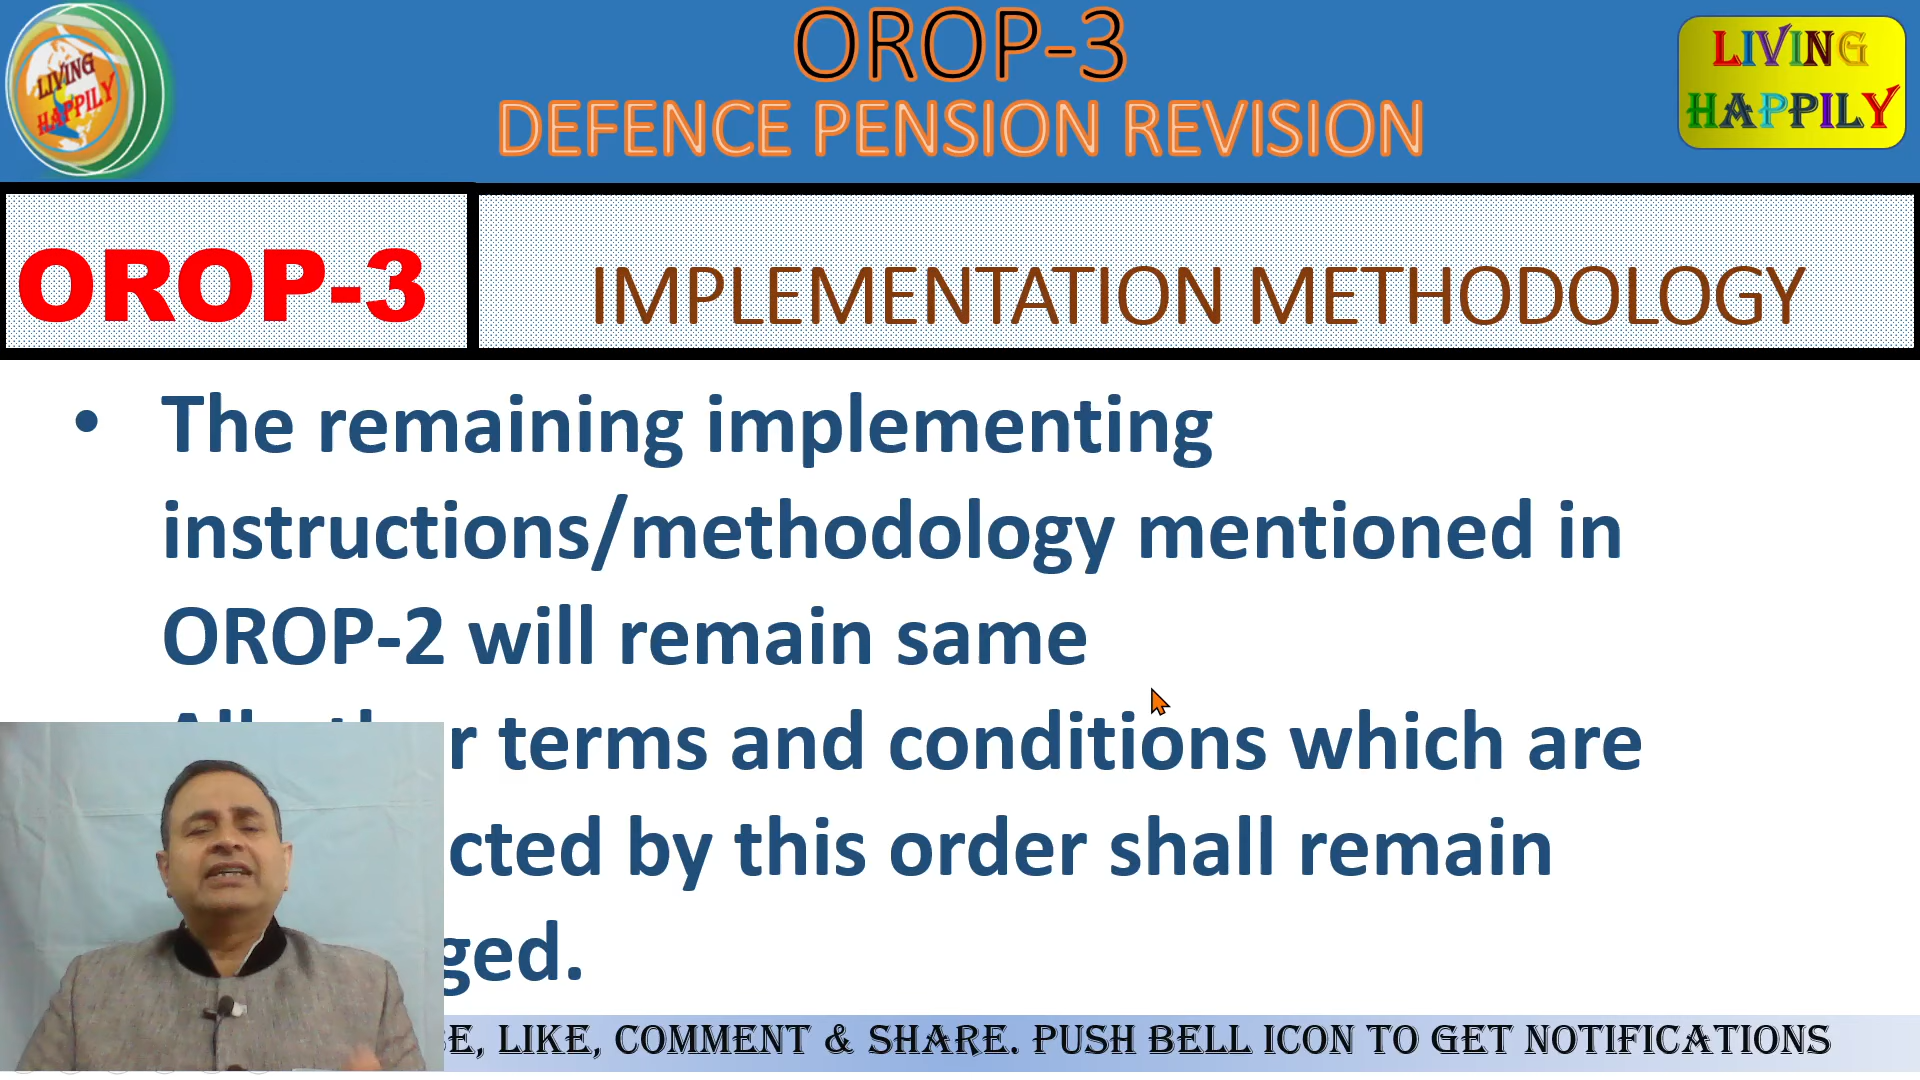 OROP-3
DEFENCE PENSION REVISION
LIVING
HAPPILY
LIVING
HAPPILY
OROP-3
IMPLEMENTATION METHODOLOGY
• The remaining implementing
instructions/methodology mentioned in
OROP-2 will remain same
terms and conditions which are
by this order shall remain
LIKE, COMMENT & SHARE. PUSH BELL ICON TO GET NOTIFICATIONS